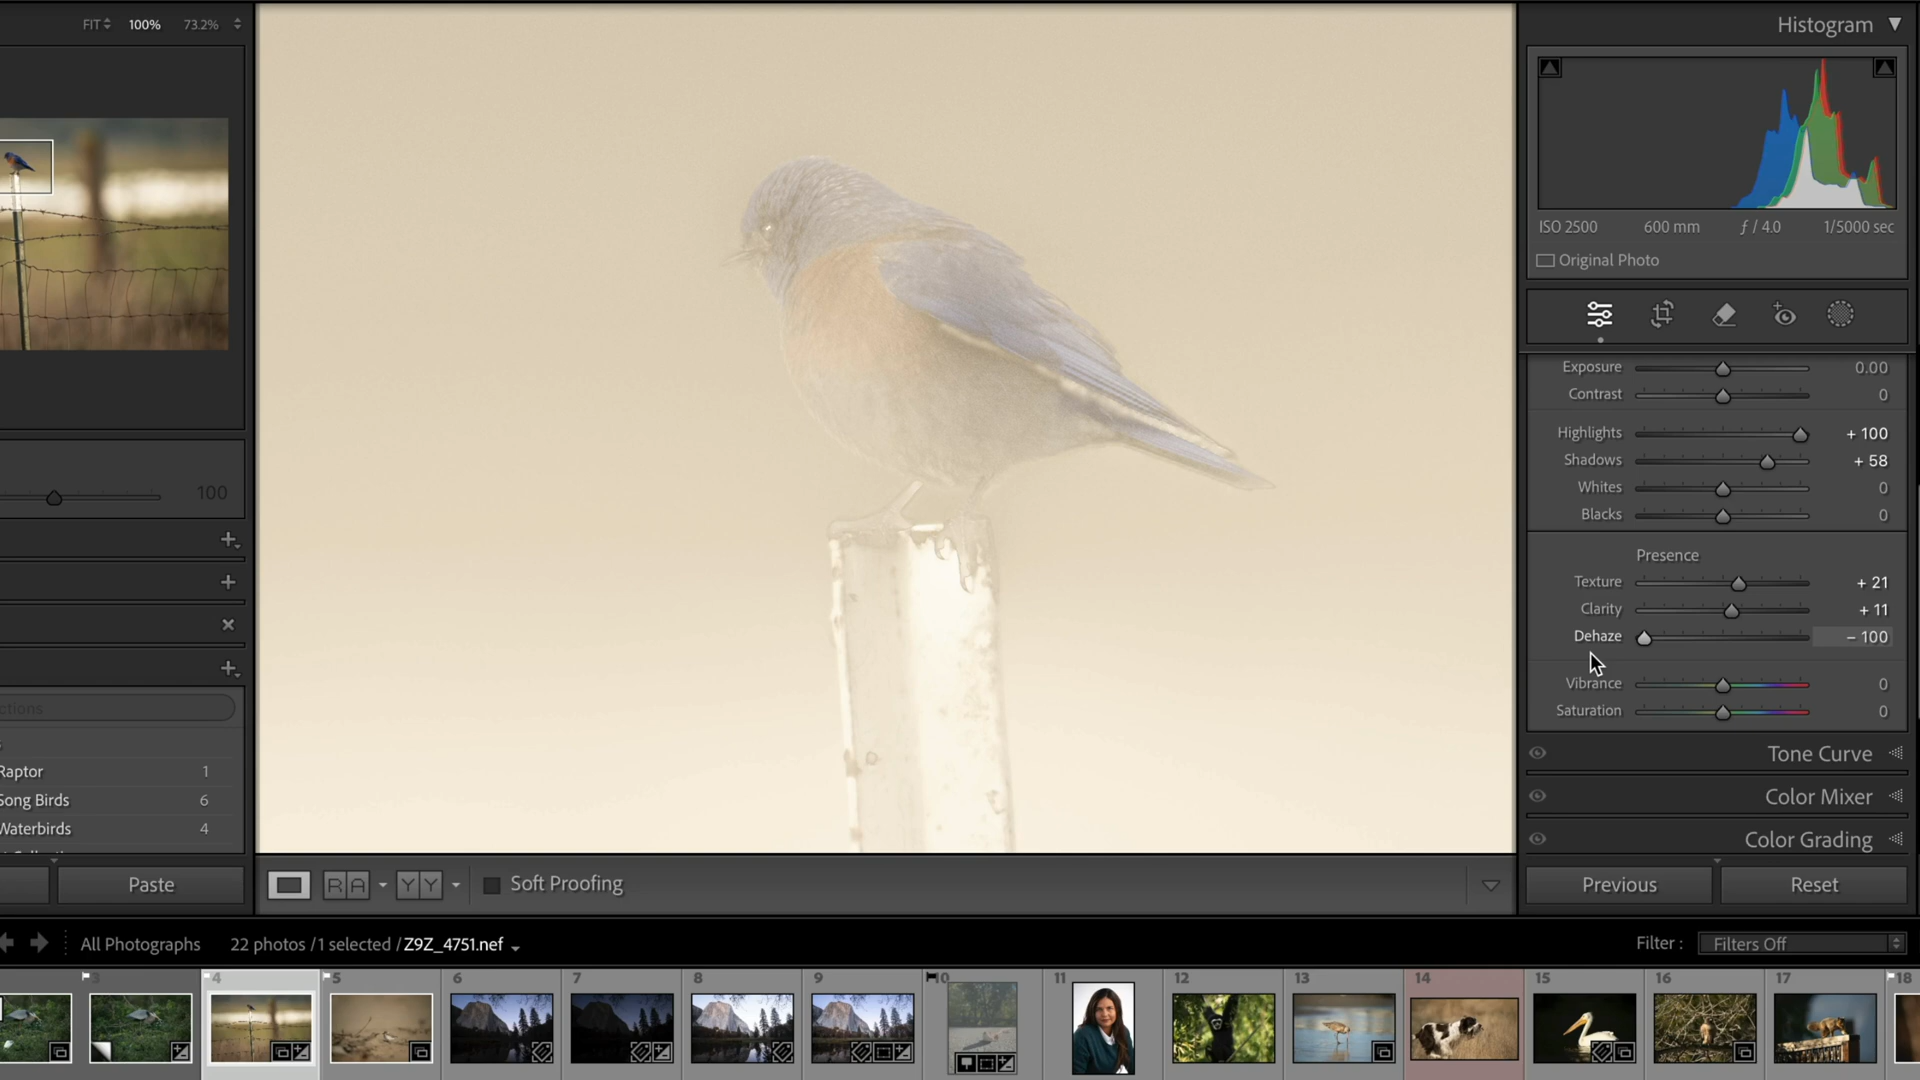 FIT 100% 73.2%
Histogram
ISO 2500 600 mm ƒ / 4.0 1/5000 sec
Original Photo
Exposure 0.00
Contrast 0
Highlights + 100
Shadows + 58
Whites 0
Blacks 0
Presence
Texture + 21
Clarity + 11
Dehaze – 100
Vibrance 0
Saturation 0
Tone Curve
Color Mixer
Color Grading
Previous Reset
100
ctions
Raptor 1
Song Birds 6
Waterbirds 4
Paste
R A Y Y Soft Proofing
All Photographs 22 photos / 1 selected / Z9Z_4751.nef
Filter : Filters Off
3 4 5 6 7 8 9 10 11 12 13 14 15 16 17 18